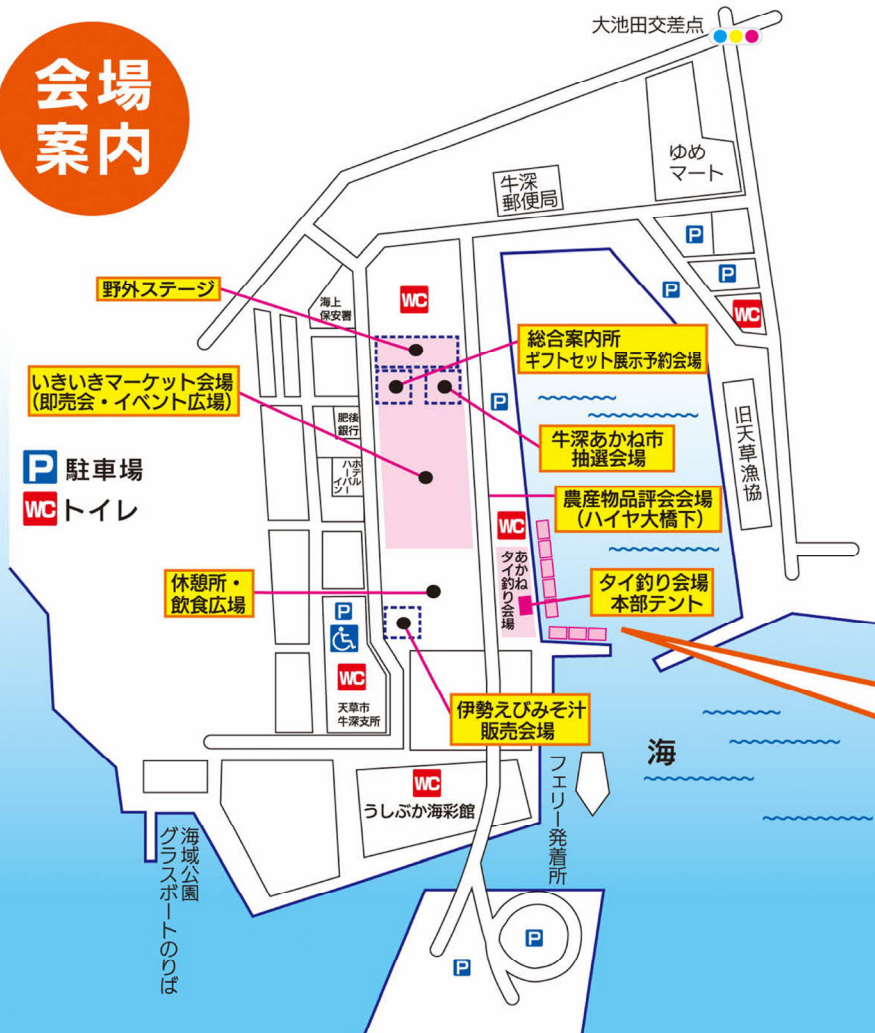 会場
案内
大池田交差点
ゆめ
マート
牛深
郵便局
P
P
P
WC
野外ステージ
海上
保安署
WC
総合案内所
ギフトセット展示予約会場
いきいきマーケット会場
(即売会・イベント広場)
P
肥後
銀行
牛深あかね市
抽選会場
旧天草漁協
P 駐車場
WC トイレ
ホテル
ハーバー
イン
農産物品評会会場
(ハイヤ大橋下)
WC
あかね
タイ釣り会場
休憩所・
飲食広場
タイ釣り会場
本部テント
P
WC
天草市
牛深支所
伊勢えびみそ汁
販売会場
海
WC
うしぶか海彩館
フェリー発着所
海域公園
グラスボートのりば
P
P